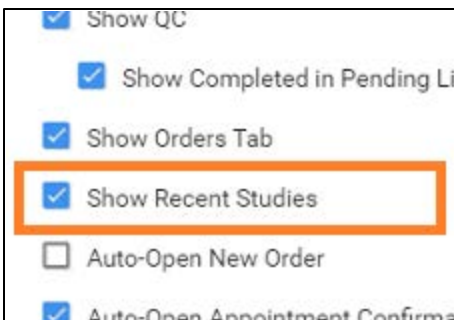 Show QC
Show Completed in Pending
Show Orders Tab
Show Recent Studies
Auto-Open New Order
Auto-Open Appointment